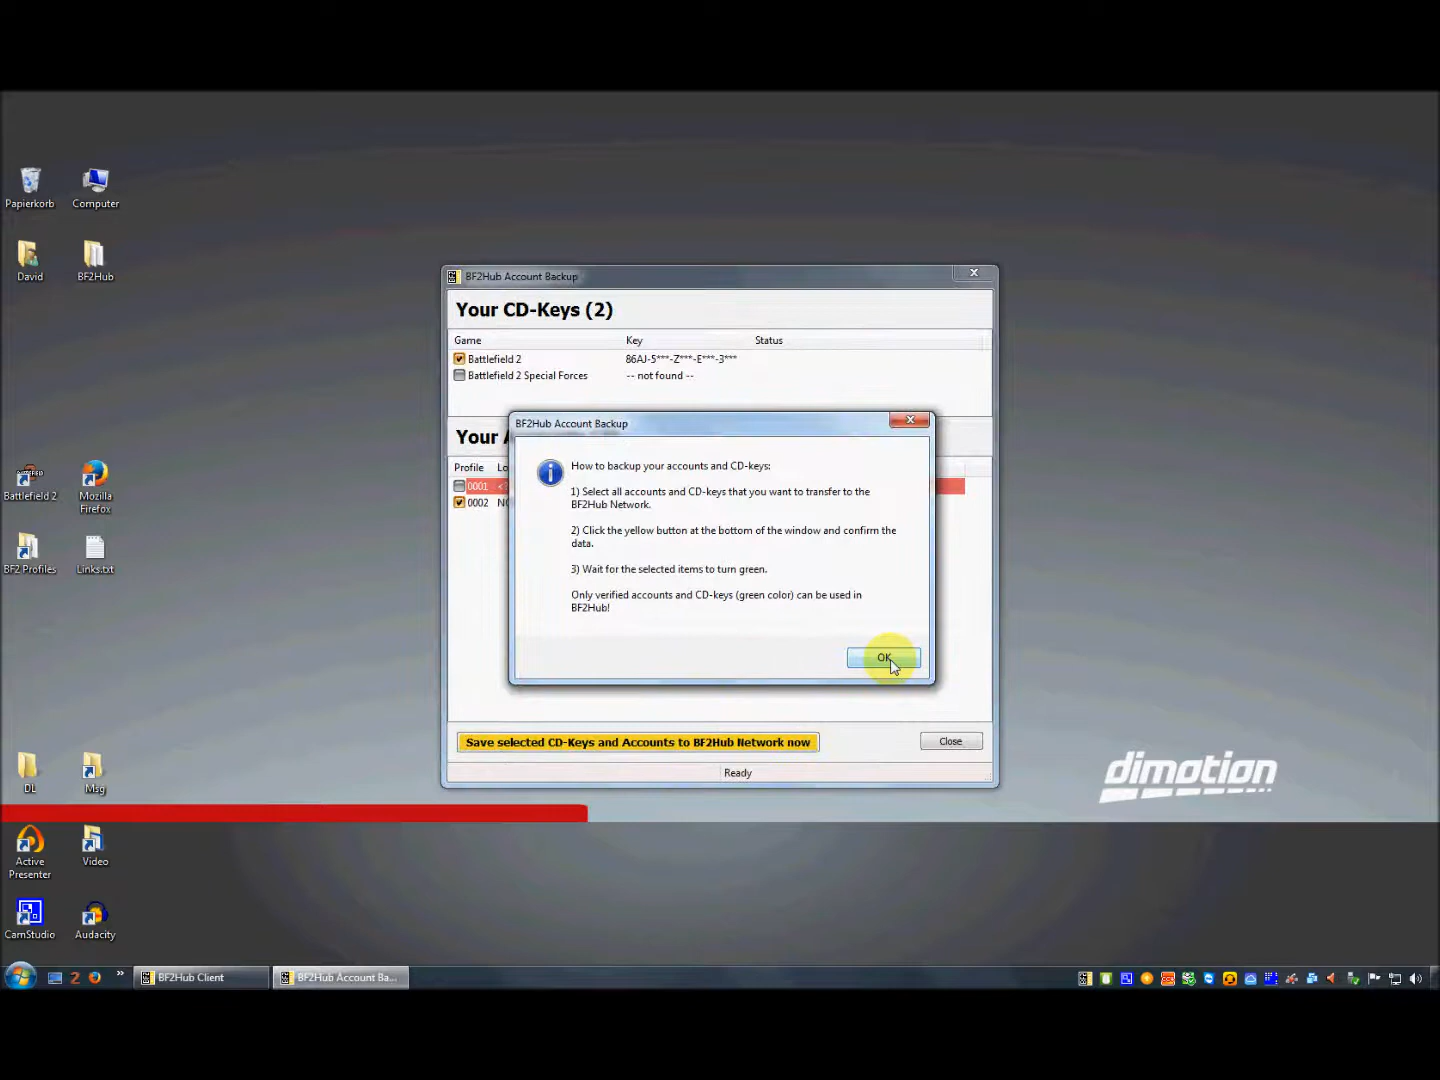 Papierkorb
Computer
David
BF2Hub
Battlefield 2
Mozilla
Firefox
BF2 Profiles
Links.txt
DL
Msg
Active
Presenter
Video
CamStudio
Audacity
BF2Hub Account Backup
Your CD-Keys (2)
Game Key Status
Battlefield 2 86AJ-5***-Z***-E***-3***
Battlefield 2 Special Forces -- not found --
Your
Profile
0001
0002
BF2Hub Account Backup
How to backup your accounts and CD-keys:
1) Select all accounts and CD-keys that you want to transfer to the
BF2Hub Network.
2) Click the yellow button at the bottom of the window and confirm the
data.
3) Wait for the selected items to turn green.
Only verified accounts and CD-keys (green color) can be used in
BF2Hub!
OK
Save selected CD-Keys and Accounts to BF2Hub Network now
Close
Ready
dimotion
BF2Hub Client
BF2Hub Account Ba...